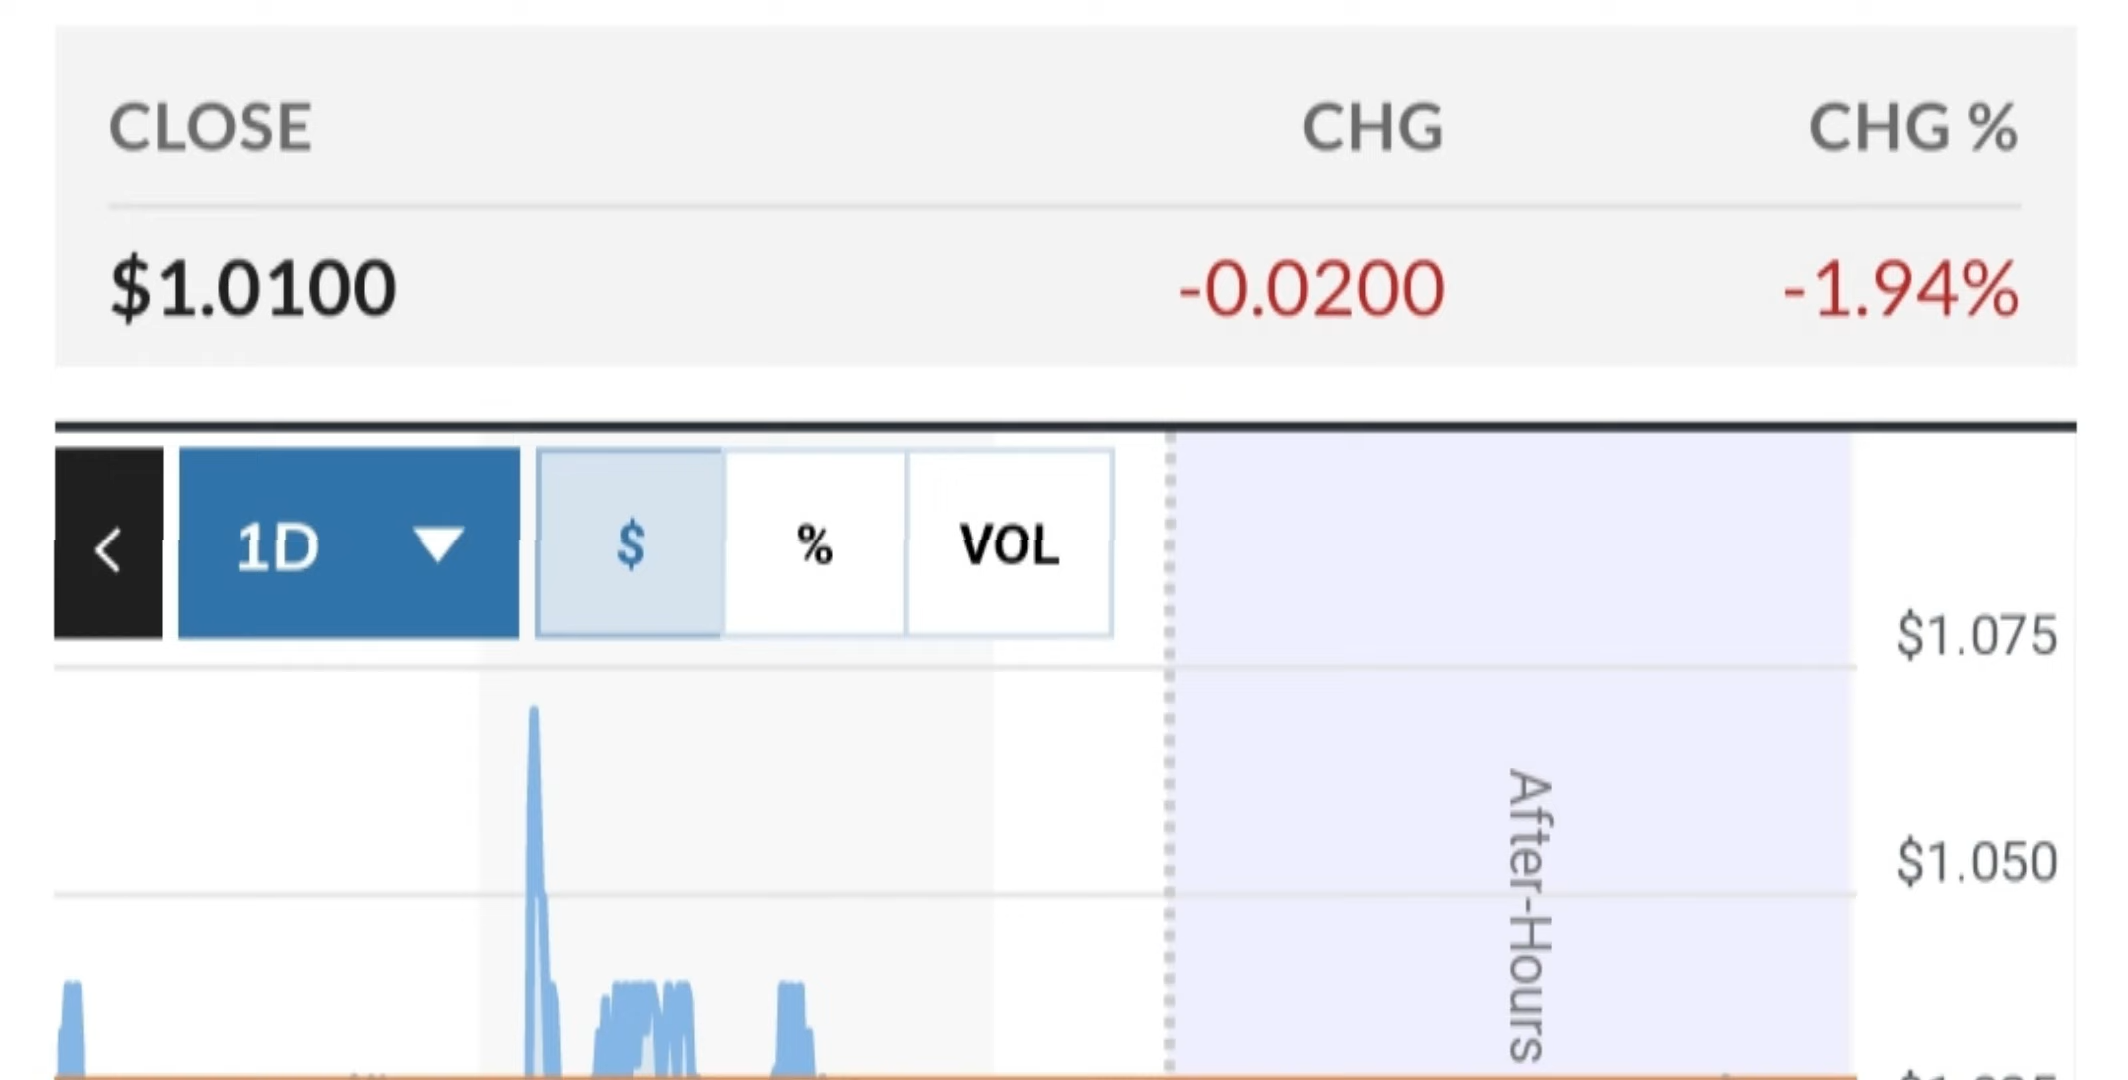 CLOSE CHG CHG %
$1.0100 -0.0200 -1.94%
1D $ % VOL
$1.075
After-Hours
$1.050